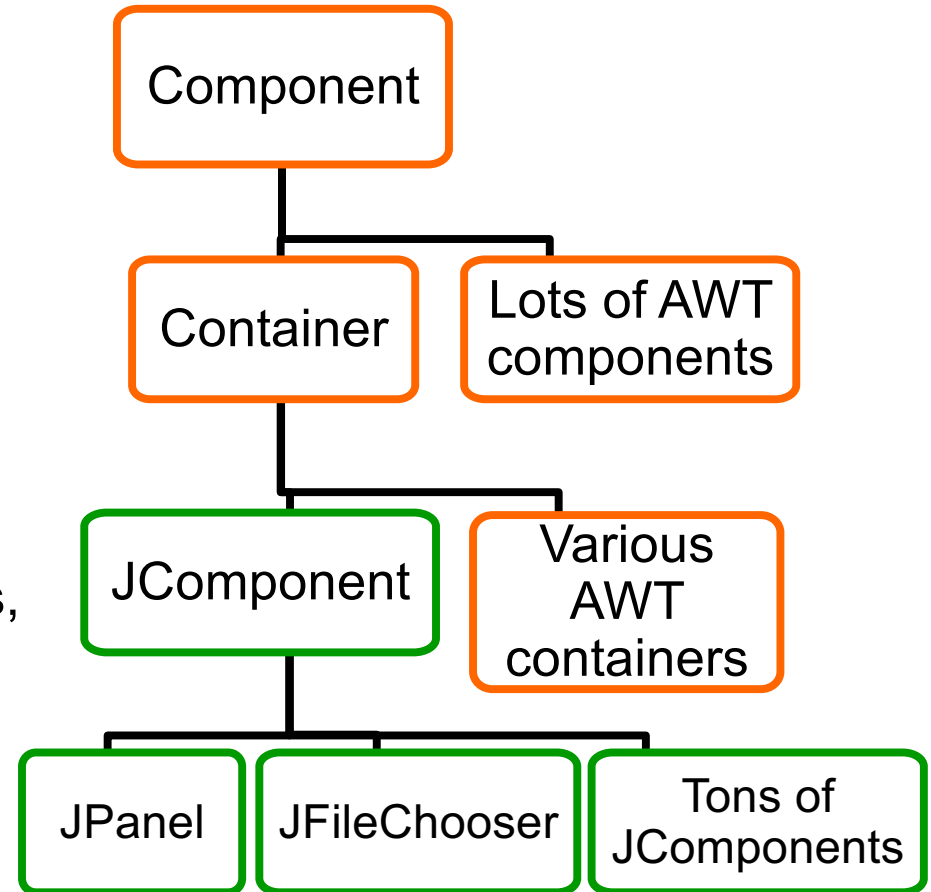 Component
Container
Lots of AWT
components
JComponent
s,
Various
AWT
containers
JPanel
JFileChooser
Tons of
JComponents